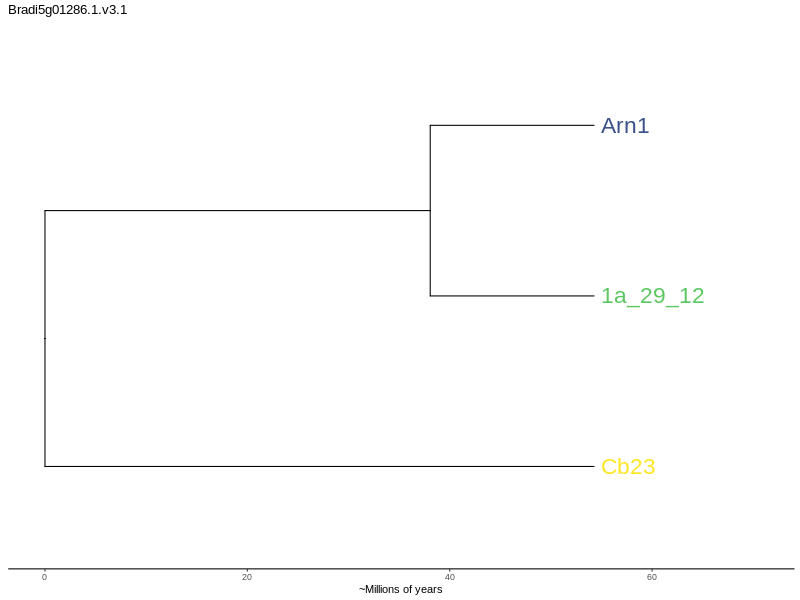 Bradi5g01286.1.v3.1
Arn1
1a_29_12
Cb23
0 20 40 60
~Millions of years